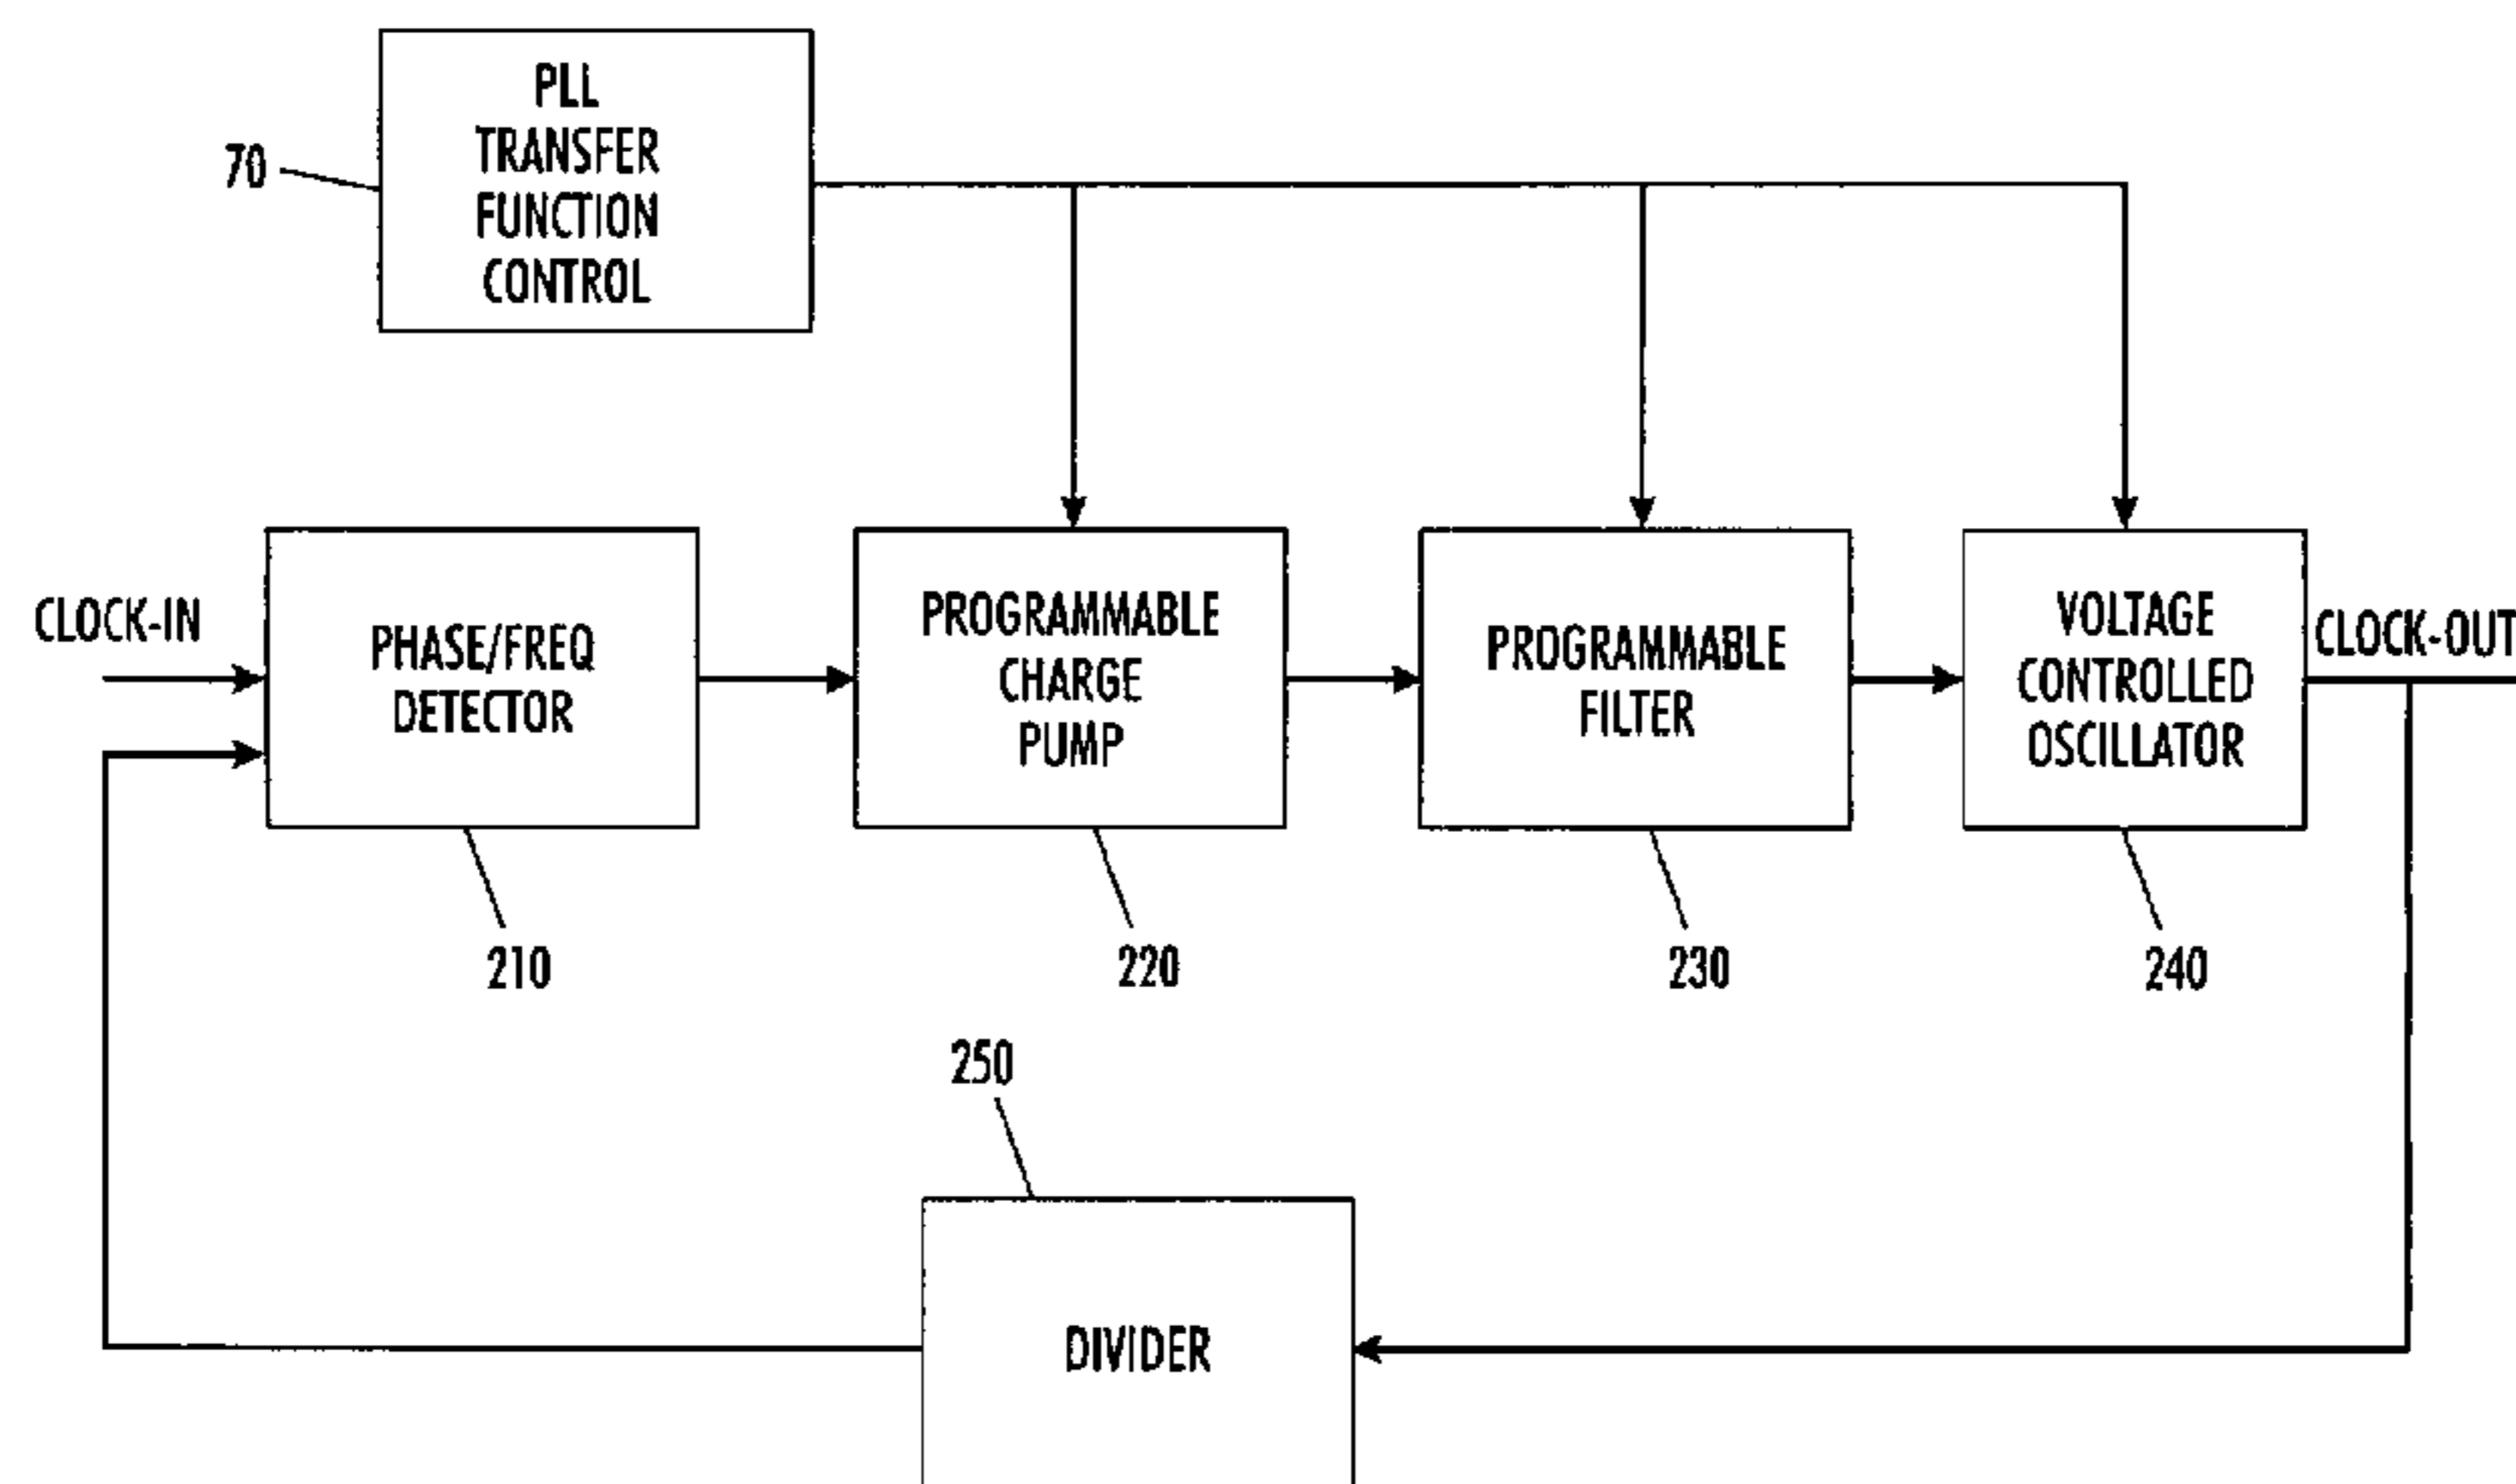 PLL
TRANSFER
FUNCTION
CONTROL
70
CLOCK-IN
PHASE/FREQ
DETECTOR
PROGRAMMABLE
CHARGE
PUMP
PROGRAMMABLE
FILTER
VOLTAGE
CONTROLLED
OSCILLATOR
CLOCK-OUT
210
220
230
240
250
DIVIDER